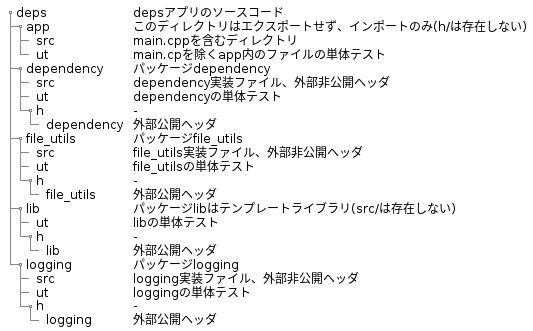 deps depsアプリのソースコード
app このディレクトリはエクスポートせず、インポートのみ(h/は存在しない)
src main.cppを含むディレクトリ
ut main.cpを除くapp内のファイルの単体テスト
dependency パッケージdependency
src dependency実装ファイル、外部非公開ヘッダ
ut dependencyの単体テスト
h -
dependency 外部公開ヘッダ
file_utils パッケージfile_utils
src file_utils実装ファイル、外部非公開ヘッダ
ut file_utilsの単体テスト
h -
file_utils 外部公開ヘッダ
lib パッケージlibはテンプレートライブラリ(src/は存在しない)
ut libの単体テスト
h -
lib 外部公開ヘッダ
logging パッケージlogging
src logging実装ファイル、外部非公開ヘッダ
ut loggingの単体テスト
h -
logging 外部公開ヘッダ